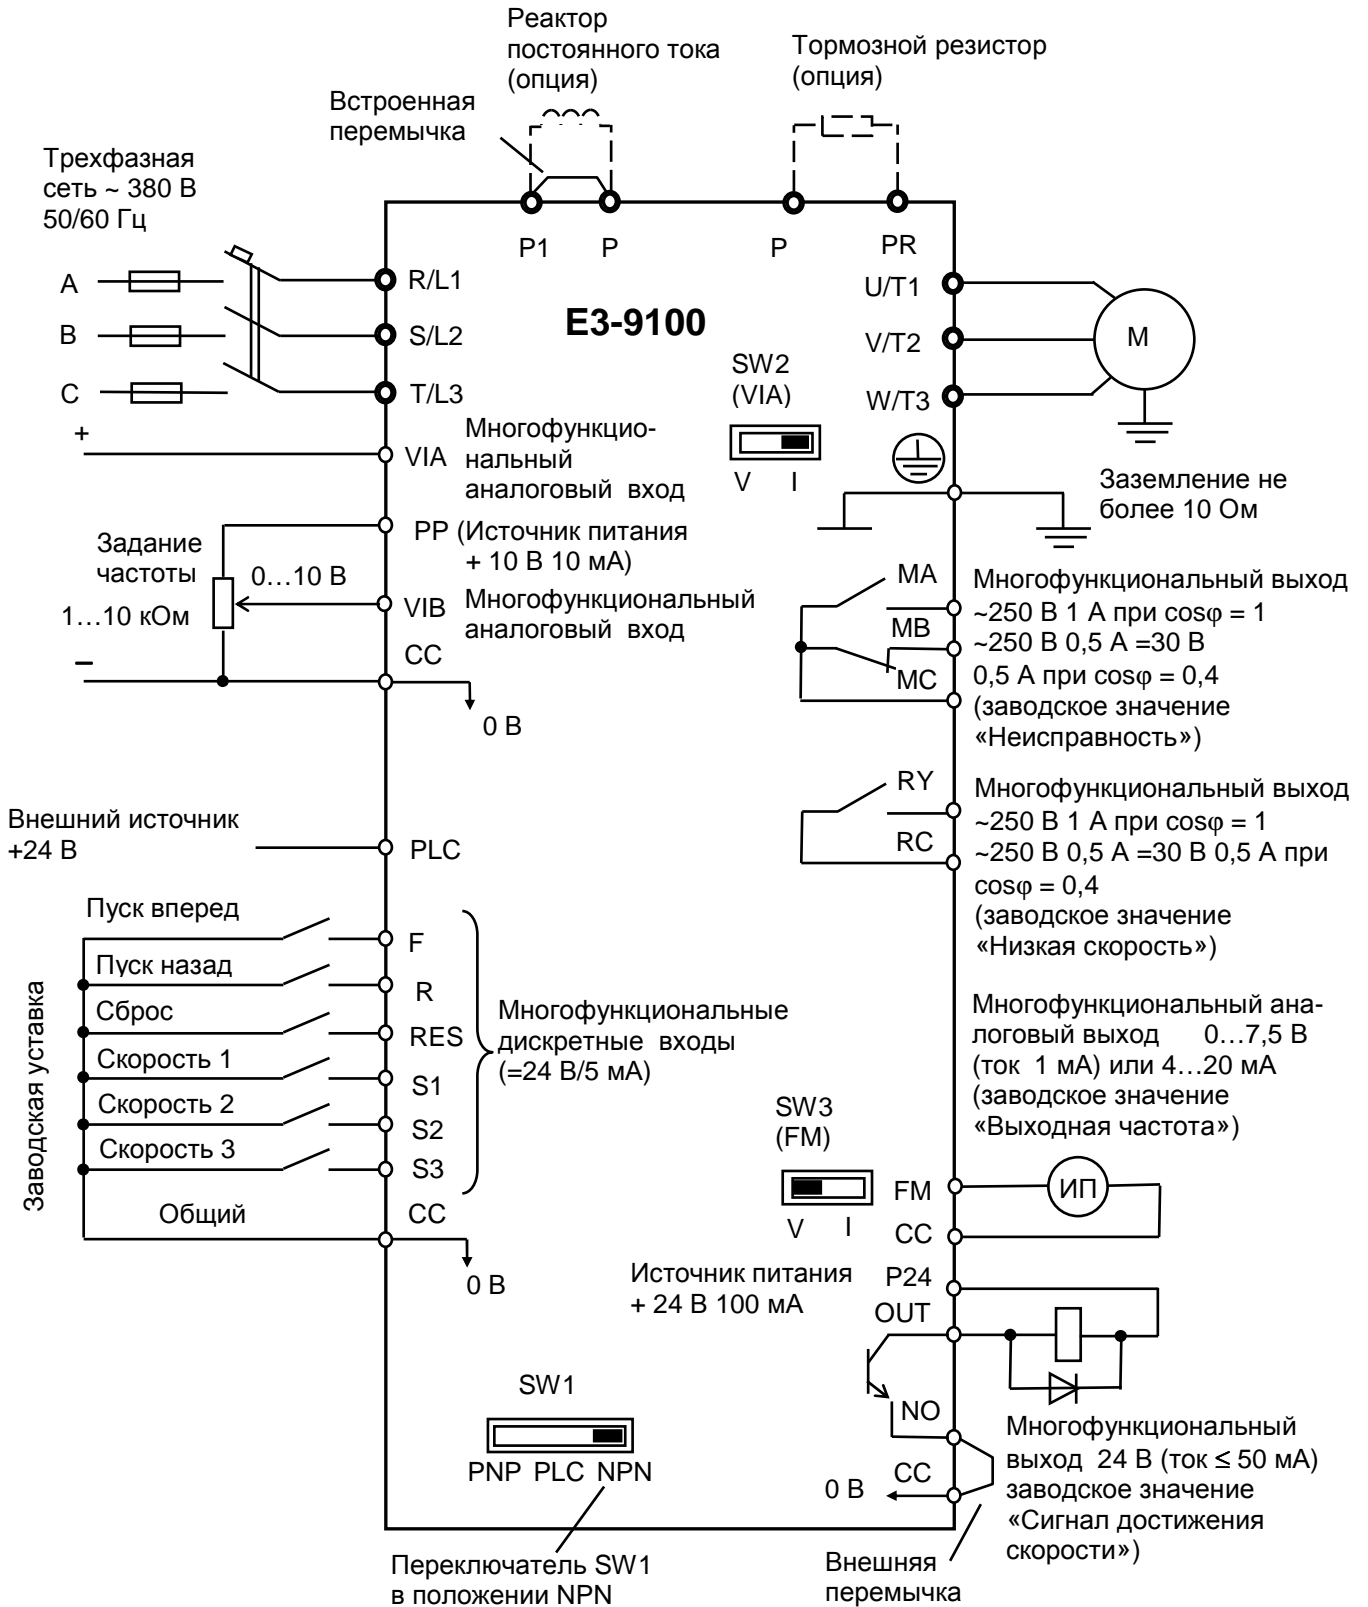 Реактор
постоянного тока
(опция)
Тормозной резистор
(опция)
Встроенная
перемычка
Трехфазная
сеть ~ 380 В
50/60 Гц
P1
P
P
PR
A
R/L1
B
S/L2
C
T/L3
E3-9100
U/T1
V/T2
W/T3
M
SW2
(VIA)
V
I
+
VIA
Многофункцио-
нальный
аналоговый вход
Заземление не
более 10 Ом
PP (Источник питания
+ 10 В 10 мА)
Задание
частоты
0…10 В
1…10 кОм
VIB
Многофункциональный
аналоговый вход
–
CC
0 В
MA
MB
MC
Многофункциональный выход
~250 В 1 А при cosφ = 1
~250 В 0,5 А =30 В
0,5 А при cosφ = 0,4
(заводское значение
«Неисправность»)
RY
RC
Многофункциональный выход
~250 В 1 А при cosφ = 1
~250 В 0,5 А =30 В 0,5 А при
cosφ = 0,4
(заводское значение
«Низкая скорость»)
Внешний источник
+24 В
PLC
Заводская уставка
Пуск вперед
F
Пуск назад
R
Сброс
RES
Скорость 1
S1
Скорость 2
S2
Скорость 3
S3
Общий
CC
0 В
Многофункциональные
дискретные входы
(=24 В/5 мА)
Многофункциональный ана-
логовый выход 0…7,5 В
(ток 1 мА) или 4…20 мА
(заводское значение
«Выходная частота»)
SW3
(FM)
V
I
FM
ИП
CC
Источник питания
+ 24 В 100 мА
P24
OUT
NO
CC
0 В
Многофункциональный
выход 24 В (ток ≤ 50 мА)
заводское значение
«Сигнал достижения
скорости»)
SW1
PNP PLC NPN
Переключатель SW1
в положении NPN
Внешняя
перемычка